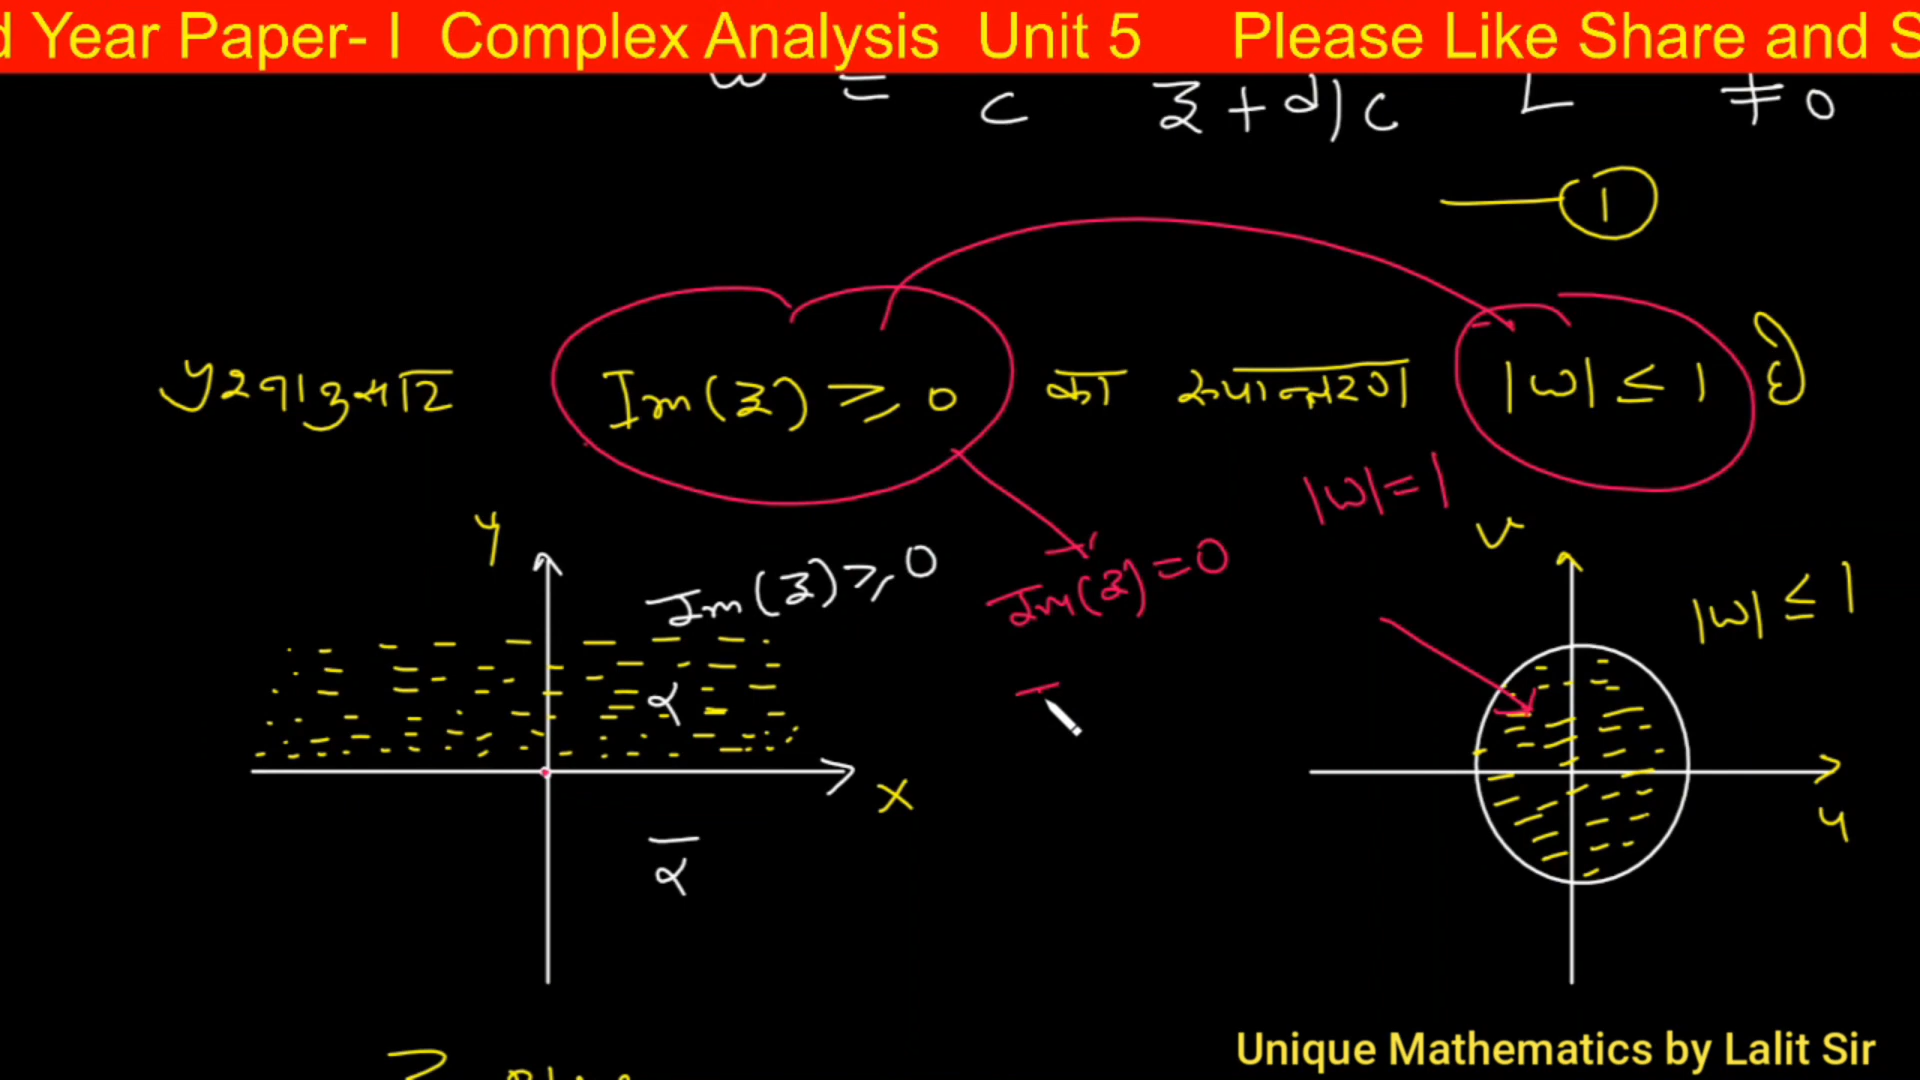 d Year Paper- I Complex Analysis Unit 5 Please Like Share and S
w = c z + d/c ≠ 0
1
Im(z) ≥ 0 का रूपान्तरण |w| ≤ 1 है
|w| = 1
y v
Im(z) ≥ 0 Im(z) = 0 |w| ≤ 1
α
x u
ᾱ
Unique Mathematics by Lalit Sir